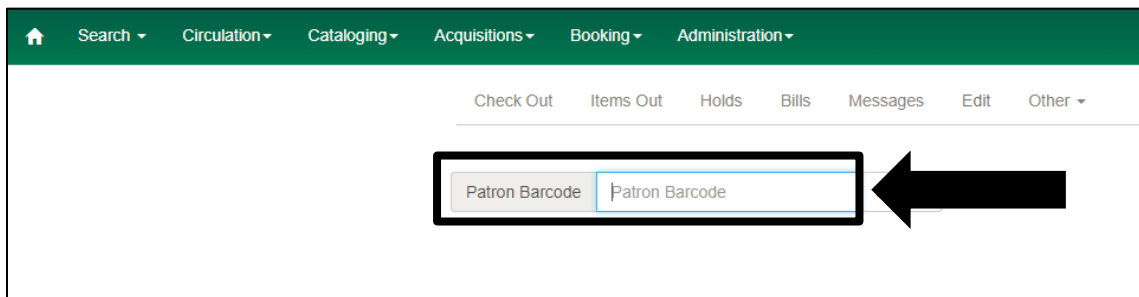 Search Circulation Cataloging Acquisitions Booking Administration
Check Out Items Out Holds Bills Messages Edit Other
Patron Barcode Patron Barcode